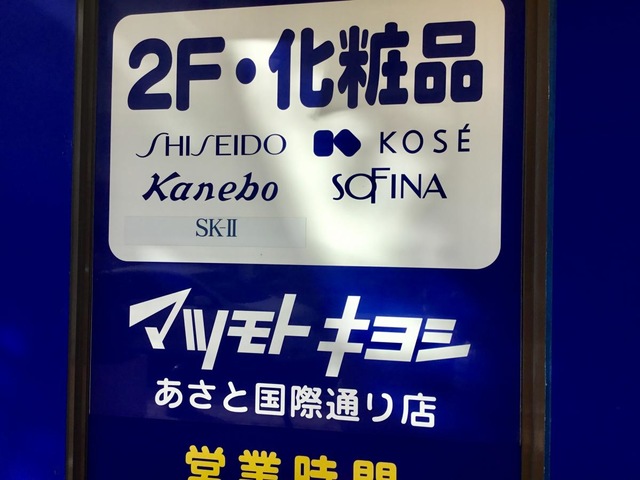 2F・化粧品
SHISEIDO KOSÉ
Kanebo SOFINA
SK-II
マツモトキヨシ
あさと国際通り店
営業時間